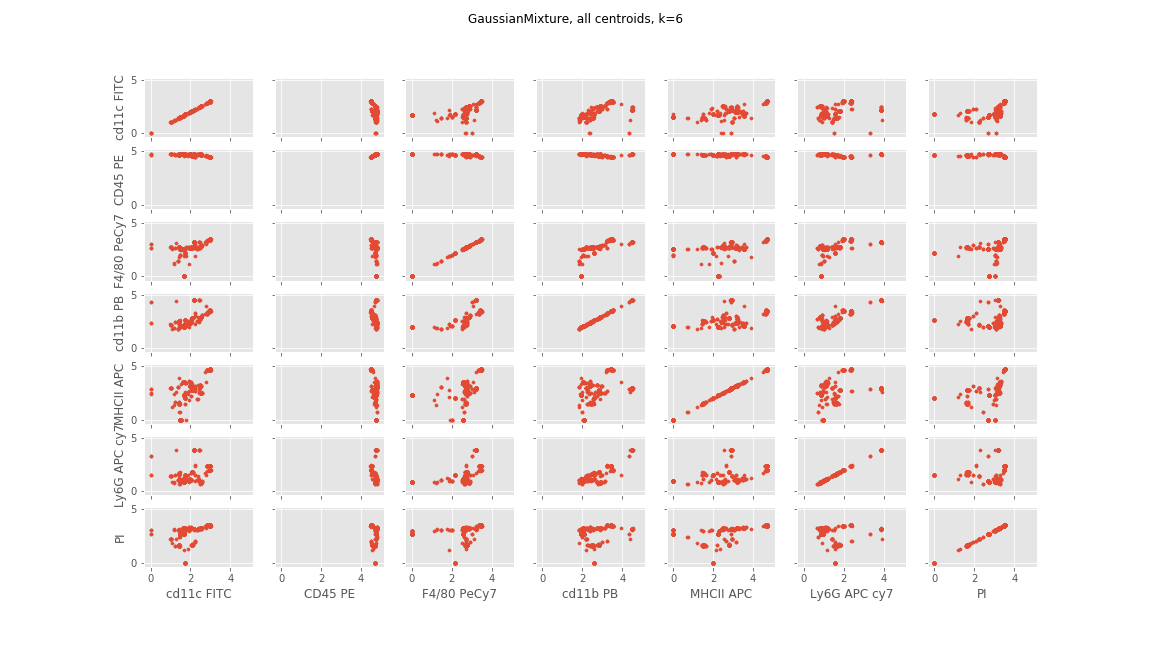 GaussianMixture, all centroids, k=6
5
0
cd11c FITC
5
0
CD45 PE
5
0
F4/80 PeCy7
5
0
cd11b PB
5
0
MHCII APC
5
0
Ly6G APC cy7
5
0
PI
0 2 4 0 2 4 0 2 4 0 2 4 0 2 4 0 2 4 0 2 4
cd11c FITC CD45 PE F4/80 PeCy7 cd11b PB MHCII APC Ly6G APC cy7 PI